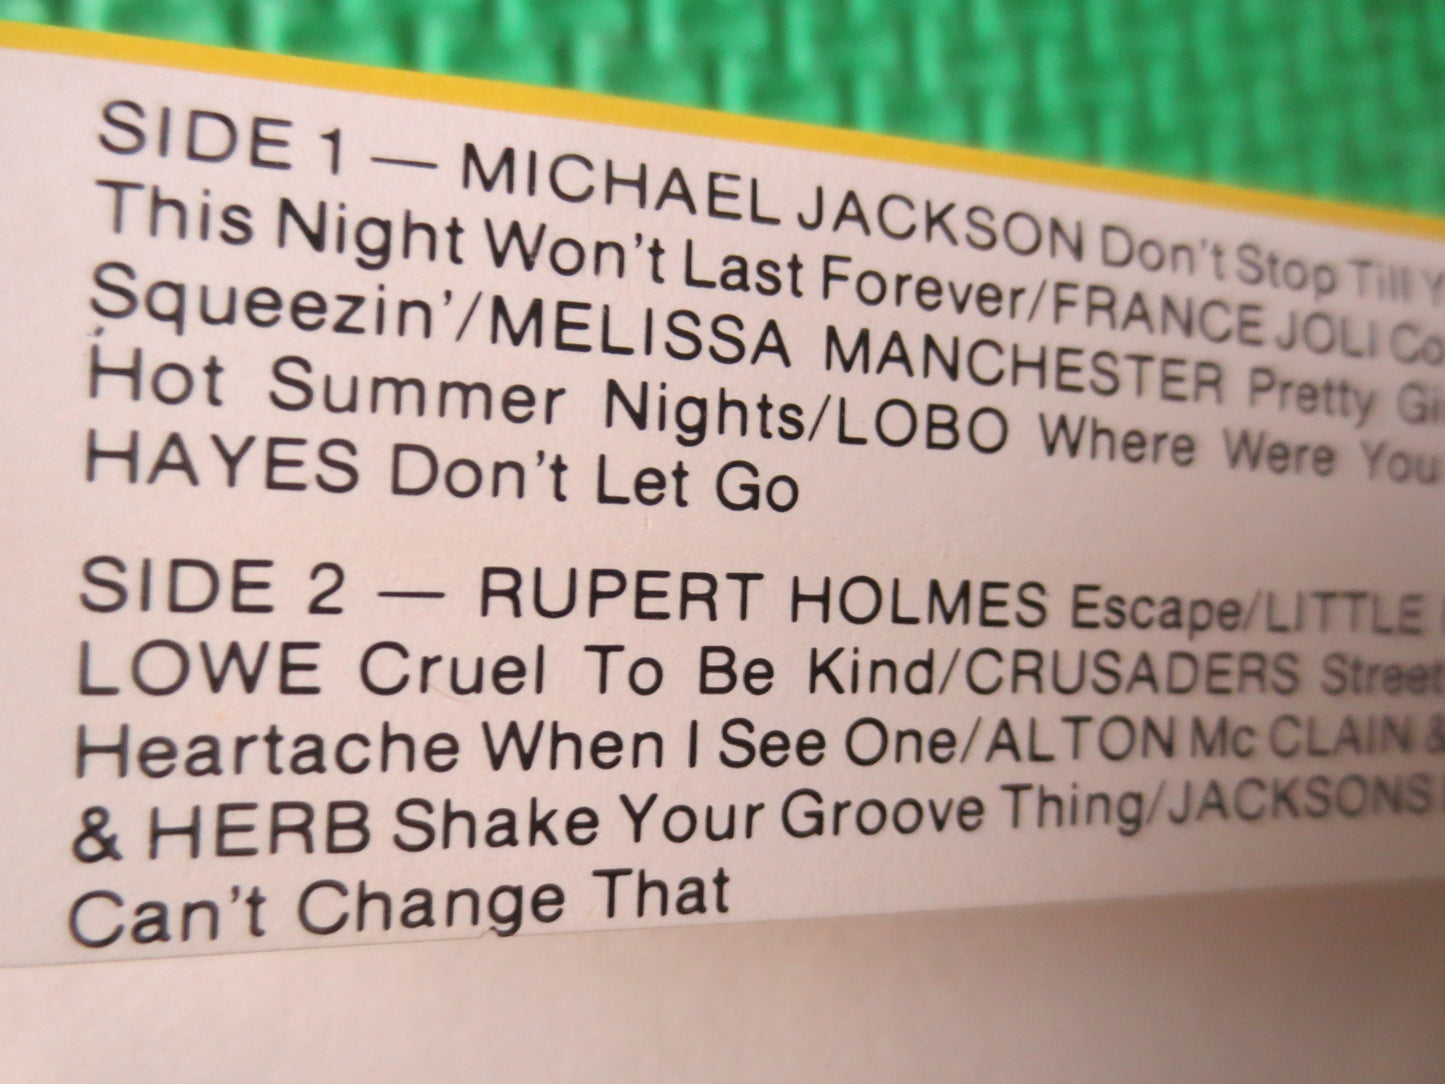 SIDE 1 — MICHAEL JACKSON Don't Stop Till
This Night Won't Last Forever/FRANCE JOLI Co
Squeezin'/MELISSA MANCHESTER Pretty Gi
Hot Summer Nights/LOBO Where Were You
HAYES Don't Let Go
SIDE 2 — RUPERT HOLMES Escape/LITTLE
LOWE Cruel To Be Kind/CRUSADERS Street
Heartache When I See One/ALTON Mc CLAIN &
& HERB Shake Your Groove Thing/JACKSONS
Can't Change That